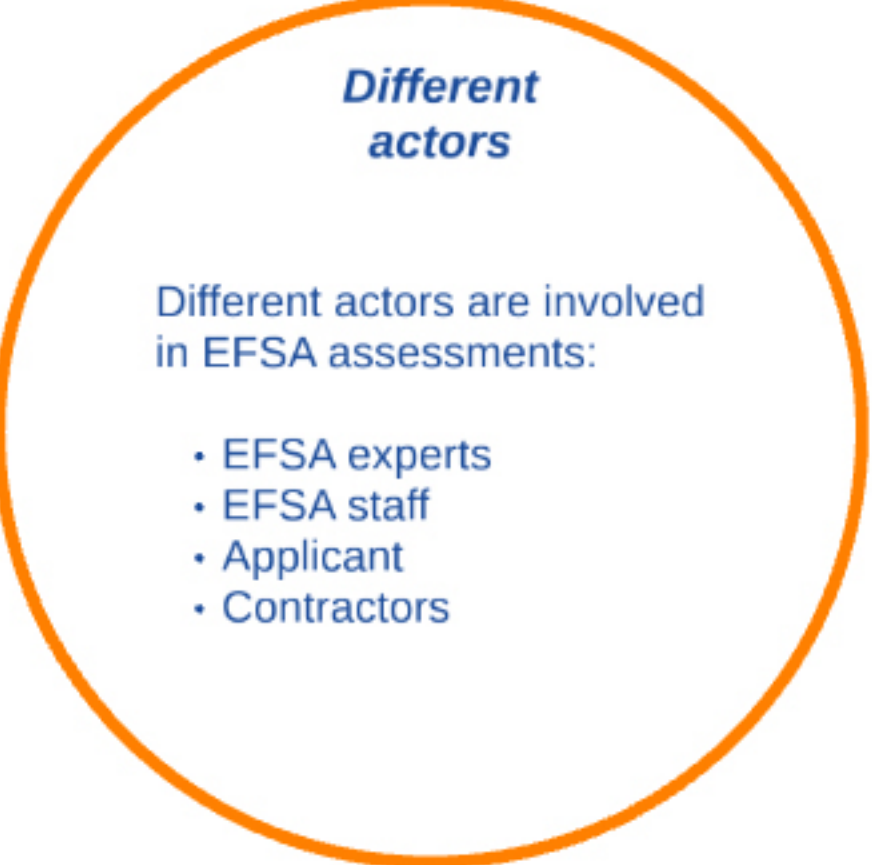 Different
actors
Different actors are involved
in EFSA assessments:
• EFSA experts
• EFSA staff
• Applicant
• Contractors